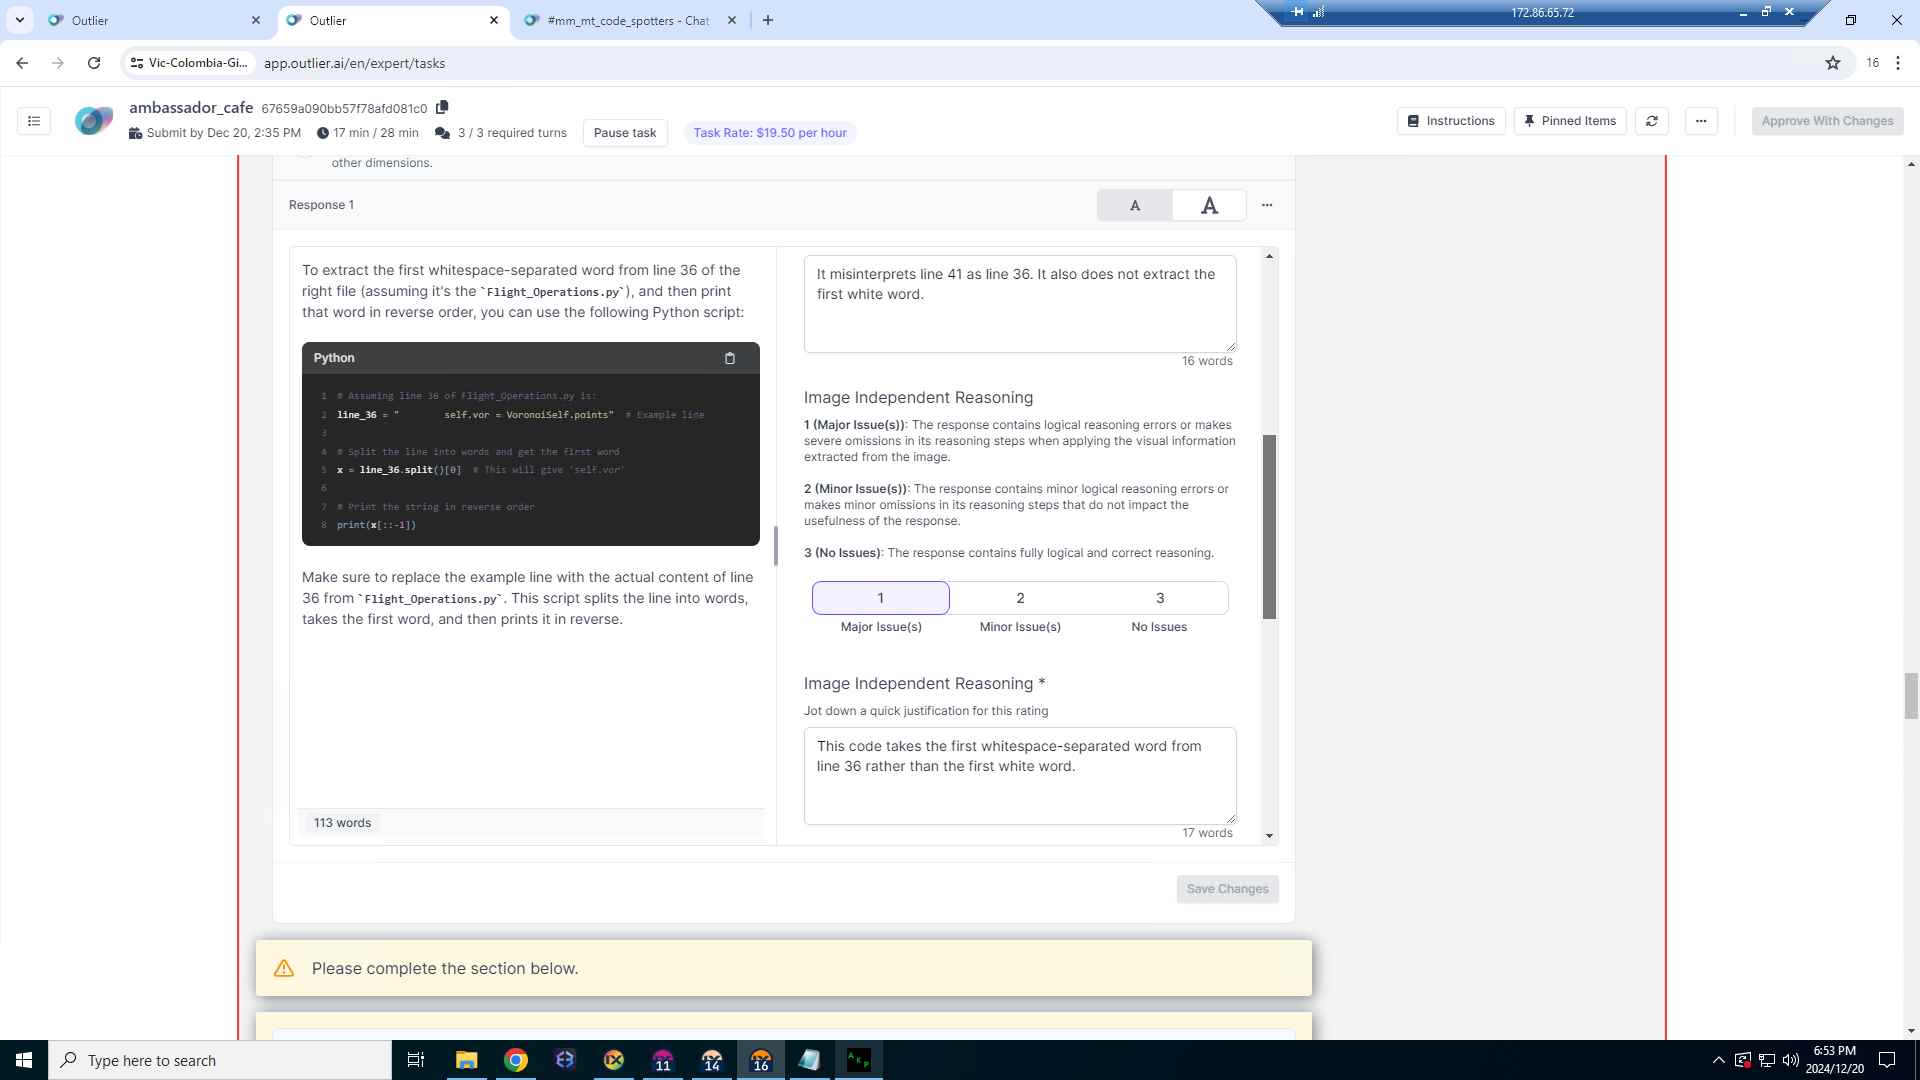 Outlier
Outlier
#mm_mt_code_spotters - Chat
172.86.65.72
Vic-Colombia-Gi...
app.outlier.ai/en/expert/tasks
16
ambassador_cafe 67659a090bb57f78afd081c0
Submit by Dec 20, 2:35 PM
17 min / 28 min
3 / 3 required turns
Pause task
Task Rate: $19.50 per hour
Instructions
Pinned Items
Approve With Changes
other dimensions.
Response 1
A
A
To extract the first whitespace-separated word from line 36 of the
right file (assuming it's the `Flight_Operations.py`), and then print
that word in reverse order, you can use the following Python script:
Python
1 # Assuming line 36 of Flight_Operations.py is:
2 line_36 = "        self.vor = VoronoiSelf.points"  # Example line
3
4 # Split the line into words and get the first word
5 x = line_36.split()[0]  # This will give 'self.vor'
6
7 # Print the string in reverse order
8 print(x[::-1])
Make sure to replace the example line with the actual content of line
36 from `Flight_Operations.py`. This script splits the line into words,
takes the first word, and then prints it in reverse.
113 words
It misinterprets line 41 as line 36. It also does not extract the
first white word.
16 words
Image Independent Reasoning
1 (Major Issue(s)): The response contains logical reasoning errors or makes
severe omissions in its reasoning steps when applying the visual information
extracted from the image.
2 (Minor Issue(s)): The response contains minor logical reasoning errors or
makes minor omissions in its reasoning steps that do not impact the
usefulness of the response.
3 (No Issues): The response contains fully logical and correct reasoning.
1
2
3
Major Issue(s)
Minor Issue(s)
No Issues
Image Independent Reasoning *
Jot down a quick justification for this rating
This code takes the first whitespace-separated word from
line 36 rather than the first white word.
17 words
Save Changes
Please complete the section below.
Type here to search
11
14
16
6:53 PM
2024/12/20